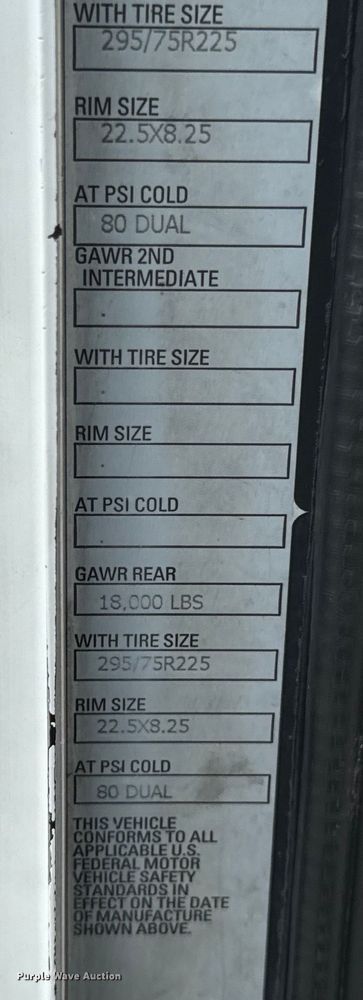 WITH TIRE SIZE
295/75R225
RIM SIZE
22.5X8.25
AT PSI COLD
80 DUAL
GAWR 2ND
INTERMEDIATE
WITH TIRE SIZE
RIM SIZE
AT PSI COLD
GAWR REAR
18,000 LBS
WITH TIRE SIZE
295/75R225
RIM SIZE
22.5X8.25
AT PSI COLD
80 DUAL
THIS VEHICLE
CONFORMS TO ALL
APPLICABLE U.S.
FEDERAL MOTOR
VEHICLE SAFETY
STANDARDS IN
EFFECT ON THE DATE
OF MANUFACTURE
SHOWN ABOVE.
Purple Wave Auction